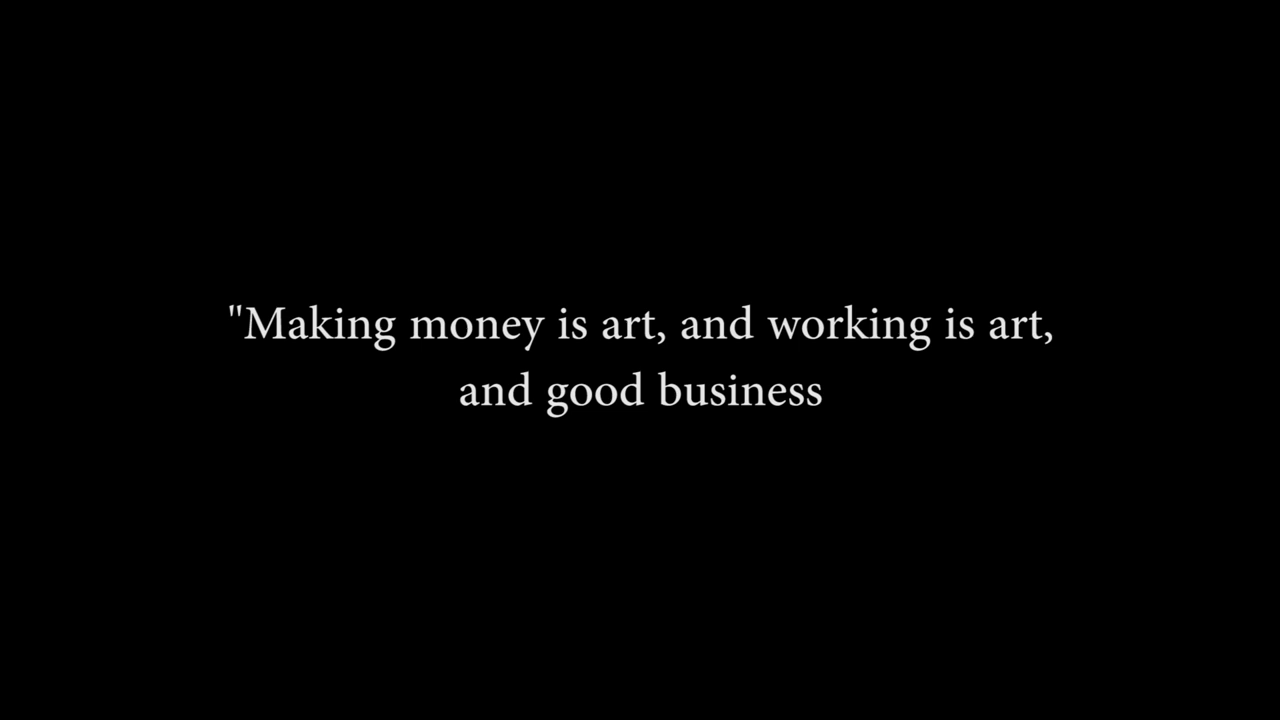 "Making money is art, and working is art,
and good business